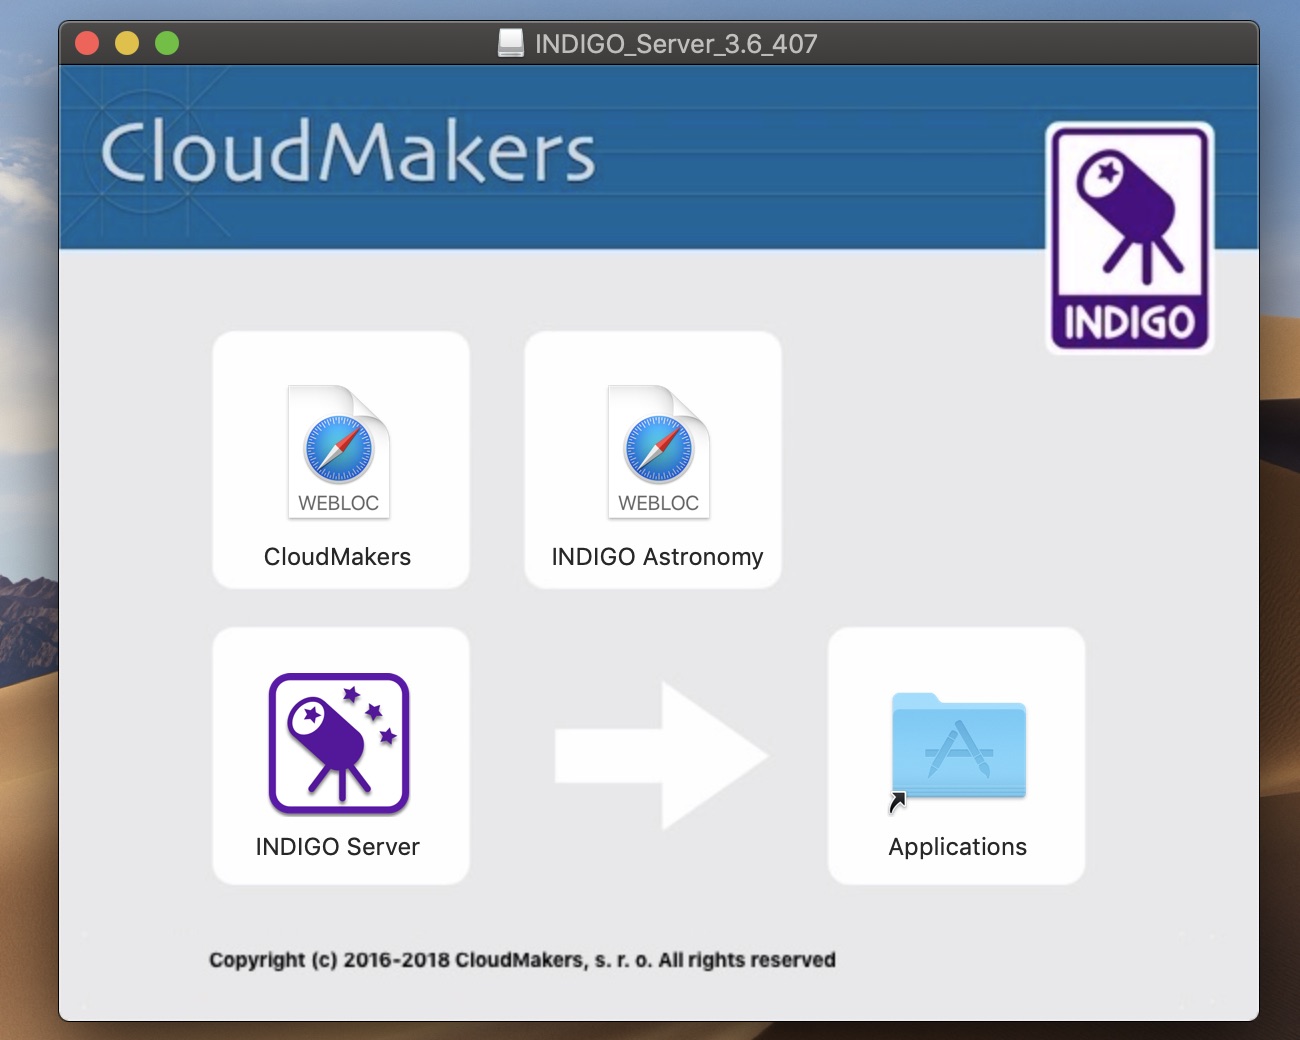 INDIGO_Server_3.6_407
CloudMakers
INDIGO
WEBLOC
WEBLOC
CloudMakers
INDIGO Astronomy
INDIGO Server
Applications
Copyright (c) 2016-2018 CloudMakers, s. r. o. All rights reserved